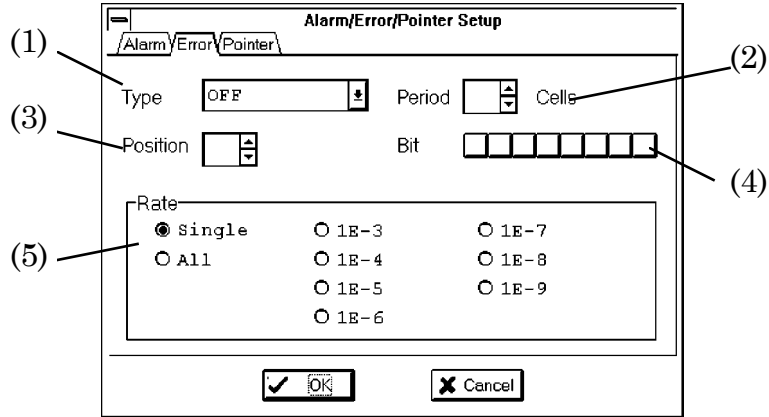 Alarm/Error/Pointer Setup
Alarm Error Pointer
(1)
(2)
Type OFF Period Cells
(3)
Position Bit
(4)
Rate
Single 1E-3 1E-7
(5)
All 1E-4 1E-8
1E-5 1E-9
1E-6
OK Cancel